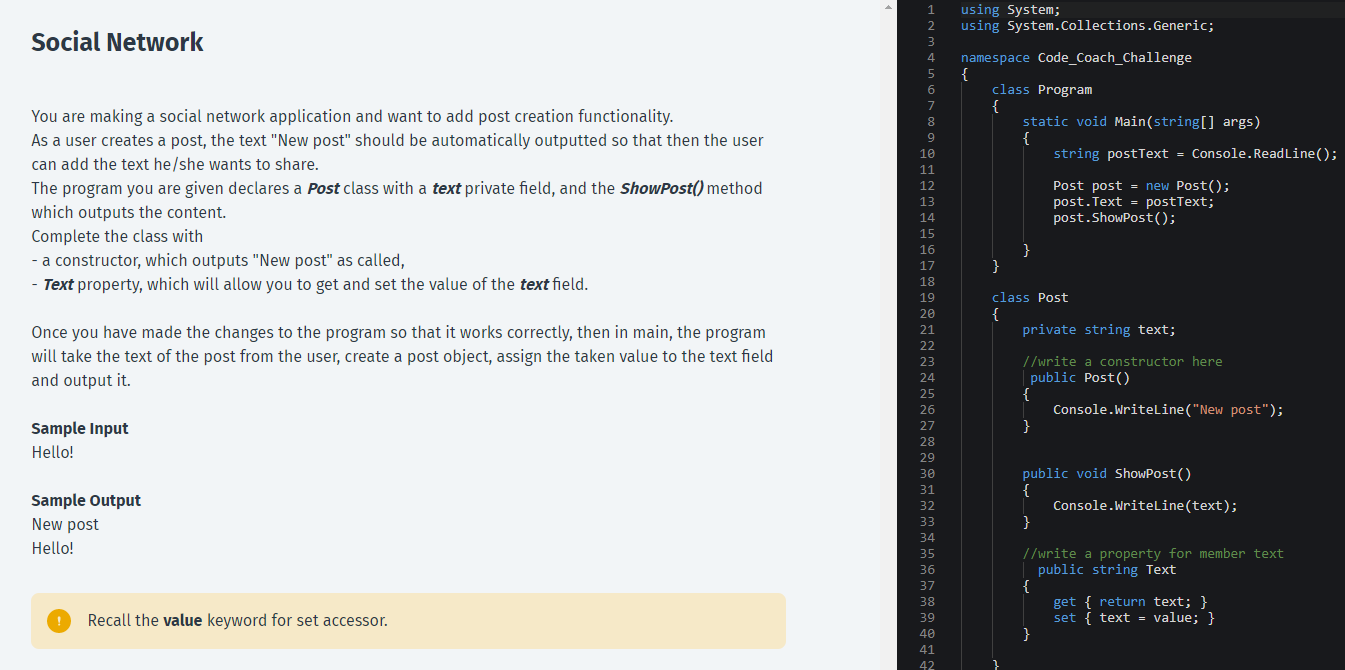 Social Network
You are making a social network application and want to add post creation functionality.
As a user creates a post, the text "New post" should be automatically outputted so that then the user
can add the text he/she wants to share.
The program you are given declares a Post class with a text private field, and the ShowPost() method
which outputs the content.
Complete the class with
- a constructor, which outputs "New post" as called,
- Text property, which will allow you to get and set the value of the text field.
Once you have made the changes to the program so that it works correctly, then in main, the program
will take the text of the post from the user, create a post object, assign the taken value to the text field
and output it.
Sample Input
Hello!
Sample Output
New post
Hello!
! Recall the value keyword for set accessor.
1 using System;
2 using System.Collections.Generic;
3
4 namespace Code_Coach_Challenge
5 {
6 class Program
7 {
8 static void Main(string[] args)
9 {
10 string postText = Console.ReadLine();
11
12 Post post = new Post();
13 post.Text = postText;
14 post.ShowPost();
15
16 }
17 }
18
19 class Post
20 {
21 private string text;
22
23 //write a constructor here
24 public Post()
25 {
26 Console.WriteLine("New post");
27 }
28
29
30 public void ShowPost()
31 {
32 Console.WriteLine(text);
33 }
34
35 //write a property for member text
36 public string Text
37 {
38 get { return text; }
39 set { text = value; }
40 }
41
42 }